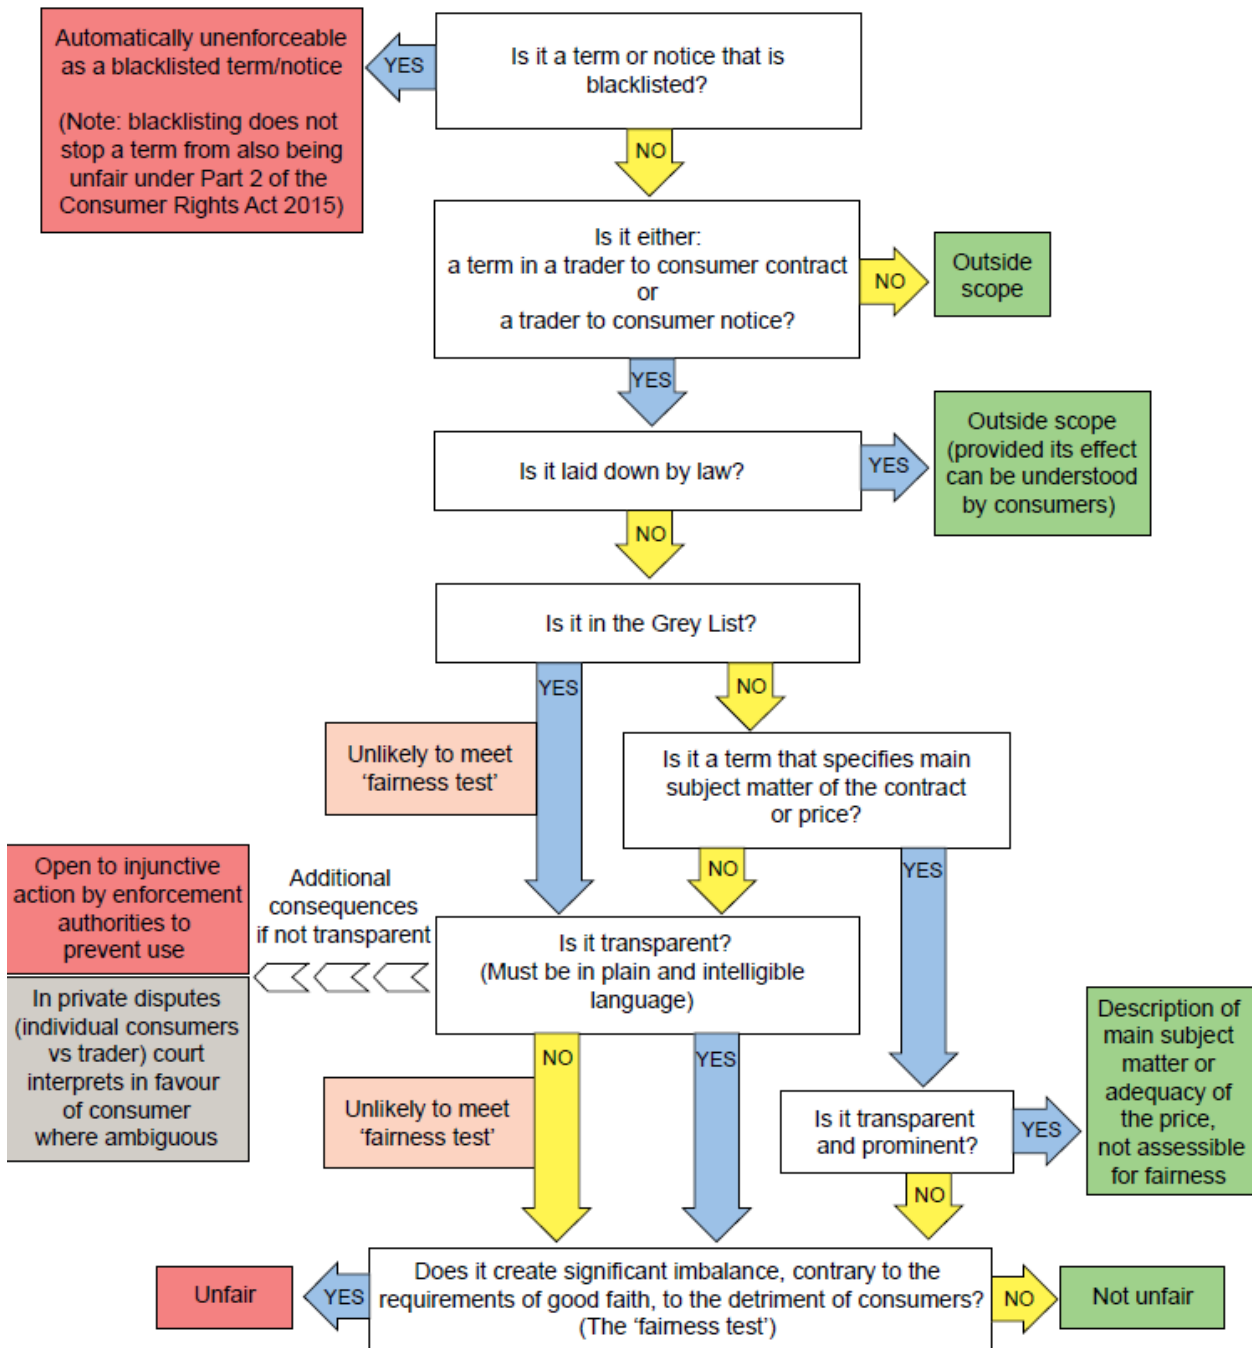 Automatically unenforceable
as a blacklisted term/notice
(Note: blacklisting does not
stop a term from also being
unfair under Part 2 of the
Consumer Rights Act 2015)
YES
Is it a term or notice that is
blacklisted?
NO
Is it either:
a term in a trader to consumer contract
or
a trader to consumer notice?
NO
Outside
scope
YES
Is it laid down by law?
YES
Outside scope
(provided its effect
can be understood
by consumers)
NO
Is it in the Grey List?
YES
NO
Unlikely to meet
‘fairness test’
Is it a term that specifies main
subject matter of the contract
or price?
NO
YES
Open to injunctive
action by enforcement
authorities to
prevent use
Additional
consequences
if not transparent
Is it transparent?
(Must be in plain and intelligible
language)
In private disputes
(individual consumers
vs trader) court
interprets in favour
of consumer
where ambiguous
NO
YES
Unlikely to meet
‘fairness test’
Is it transparent
and prominent?
YES
Description of
main subject
matter or
adequacy of
the price,
not assessible
for fairness
NO
Unfair
YES
Does it create significant imbalance, contrary to the
requirements of good faith, to the detriment of consumers?
(The ‘fairness test’)
NO
Not unfair